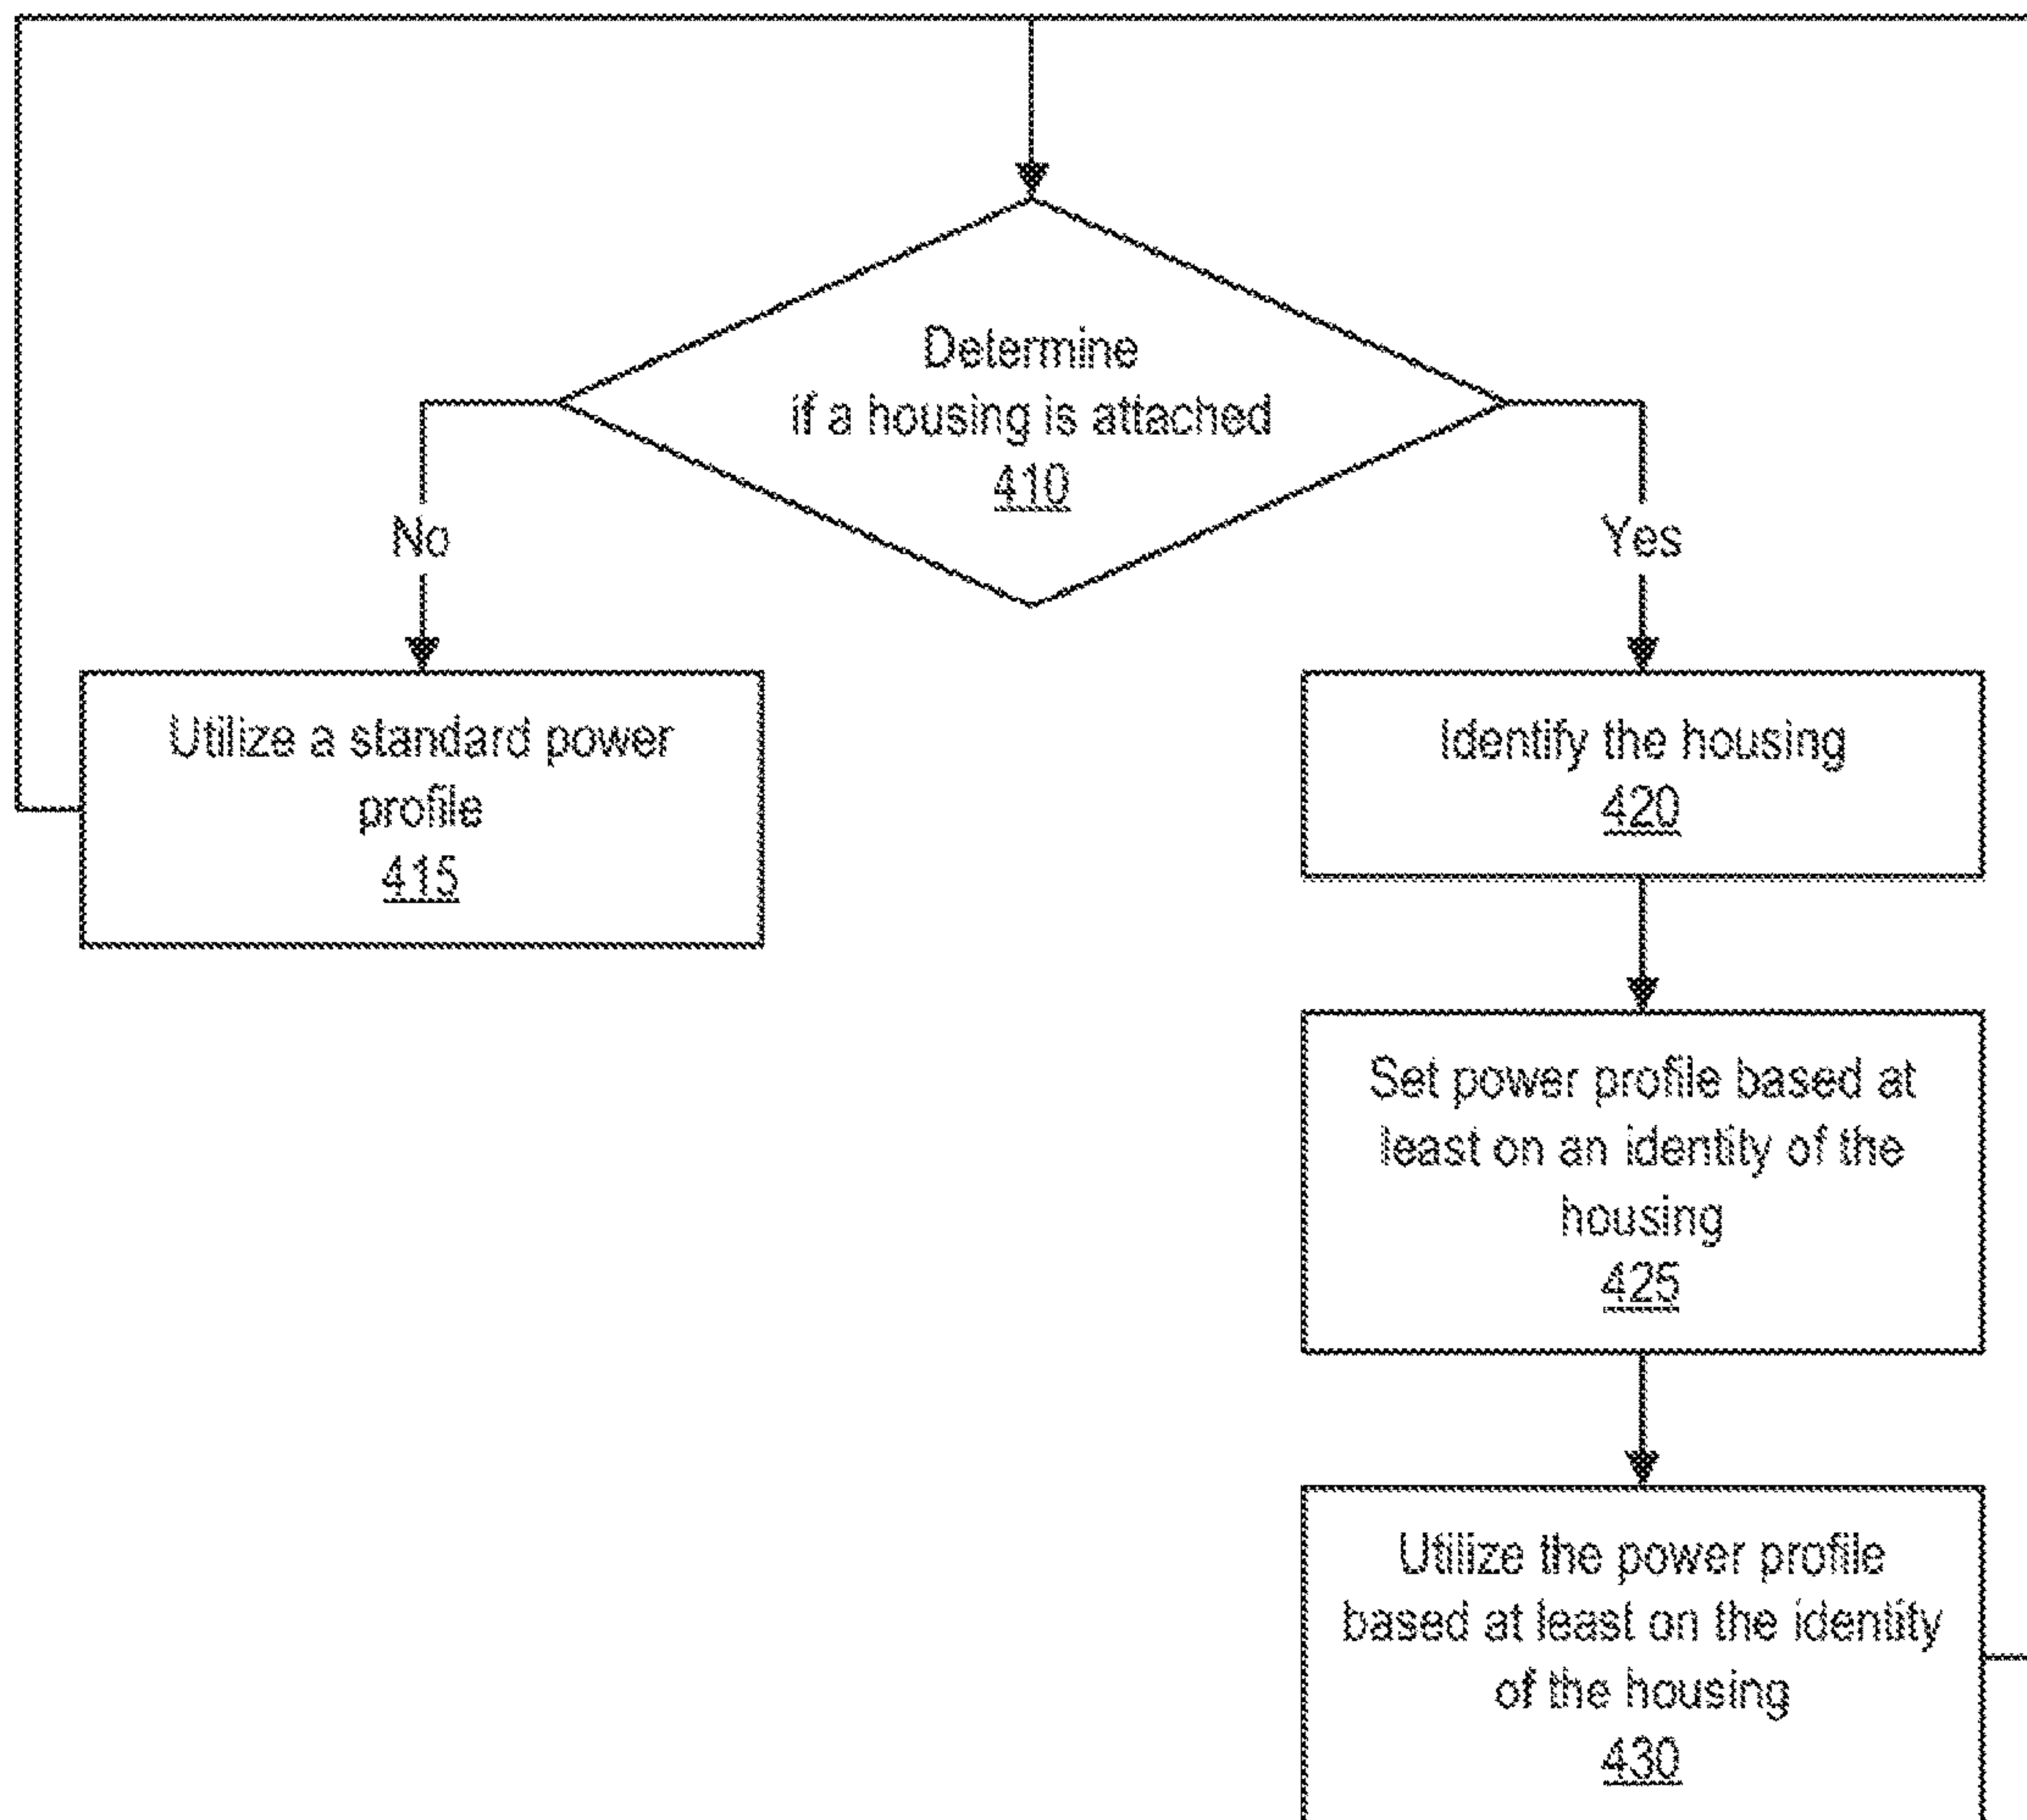 Determine
if a housing is attached
410
No
Yes
Utilize a standard power
profile
415
Identify the housing
420
Set power profile based at
least on an identity of the
housing
425
Utilize the power profile
based at least on the identity
of the housing
430